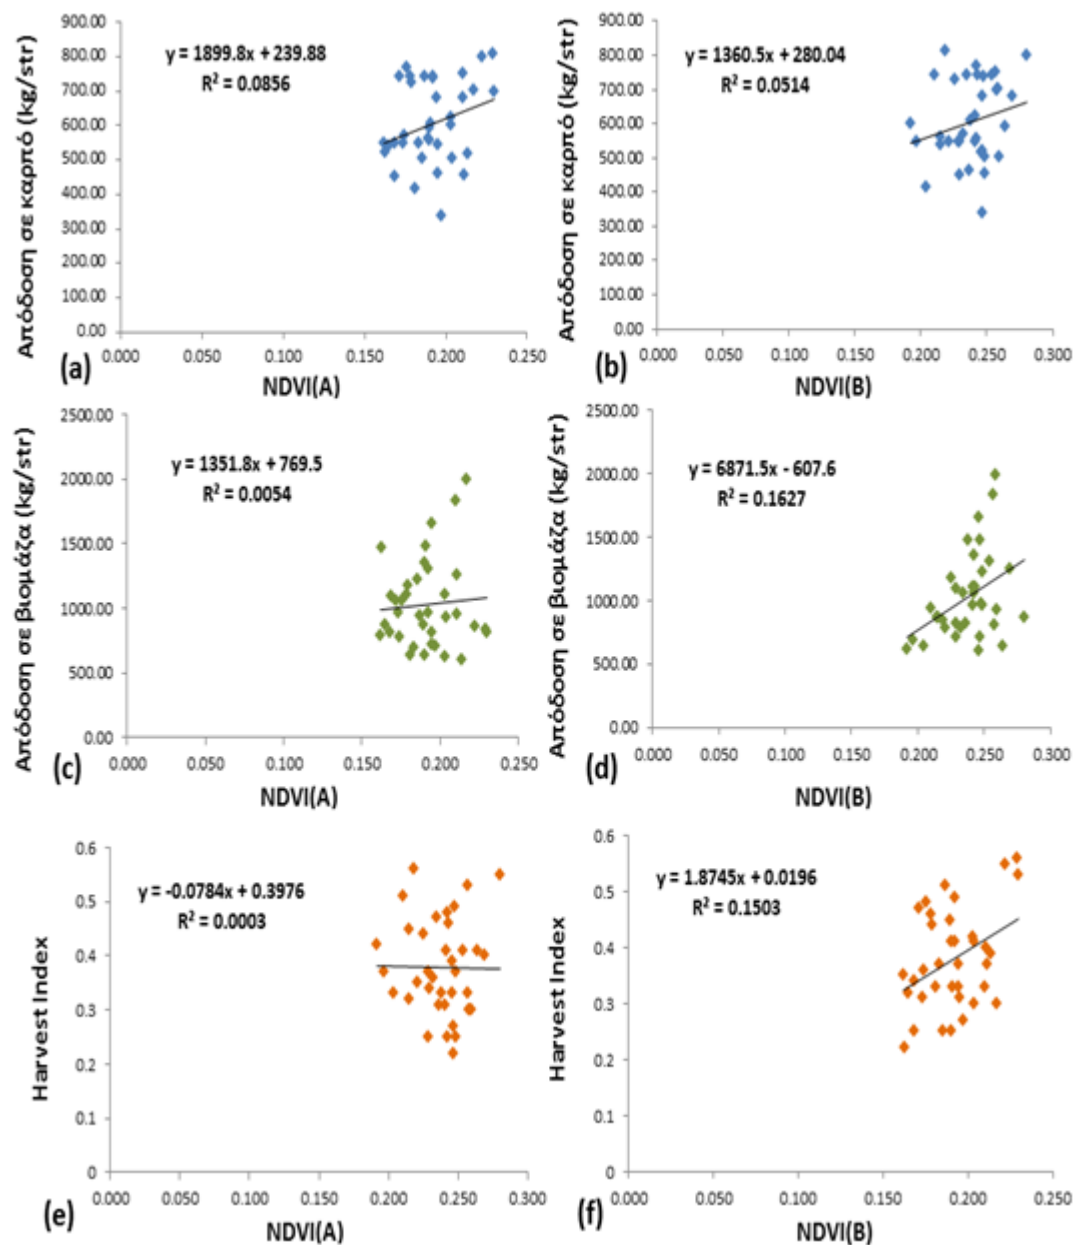 Απόδοση σε καρπό (kg/str)
900.00
800.00
700.00
600.00
500.00
400.00
300.00
200.00
100.00
0.00
y = 1899.8x + 239.88
R² = 0.0856
0.000 0.050 0.100 0.150 0.200 0.250
(a)
NDVI(A)
Απόδοση σε καρπό (kg/str)
900.00
800.00
700.00
600.00
500.00
400.00
300.00
200.00
100.00
0.00
y = 1360.5x + 280.04
R² = 0.0514
0.000 0.050 0.100 0.150 0.200 0.250 0.300
(b)
NDVI(B)
Απόδοση σε βιομάζα (kg/str)
2500.00
2000.00
1500.00
1000.00
500.00
0.00
y = 1351.8x + 769.5
R² = 0.0054
0.000 0.050 0.100 0.150 0.200 0.250
(c)
NDVI(A)
Απόδοση σε βιομάζα (kg/str)
2500.00
2000.00
1500.00
1000.00
500.00
0.00
y = 6871.5x - 607.6
R² = 0.1627
0.000 0.050 0.100 0.150 0.200 0.250 0.300
(d)
NDVI(B)
Harvest Index
0.6
0.5
0.4
0.3
0.2
0.1
0
y = -0.0784x + 0.3976
R² = 0.0003
0.000 0.050 0.100 0.150 0.200 0.250 0.300
(e)
NDVI(A)
Harvest Index
0.6
0.5
0.4
0.3
0.2
0.1
0
y = 1.8745x + 0.0196
R² = 0.1503
0.000 0.050 0.100 0.150 0.200 0.250
(f)
NDVI(B)